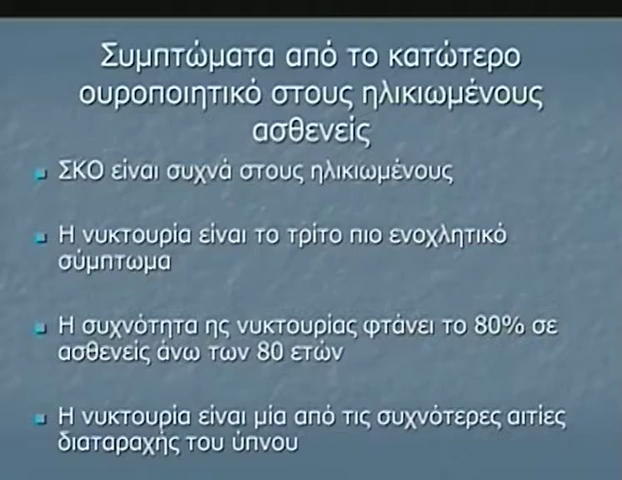 Συμπτώματα από το κατώτερο
ουροποιητικό στους ηλικιωμένους
ασθενείς
ΣΚΟ είναι συχνά στους ηλικιωμένους
Η νυκτουρία είναι το τρίτο πιο ενοχλητικό
σύμπτωμα
Η συχνότητα ης νυκτουρίας φτάνει το 80% σε
ασθενείς άνω των 80 ετών
Η νυκτουρία είναι μία από τις συχνότερες αιτίες
διαταραχής του ύπνου